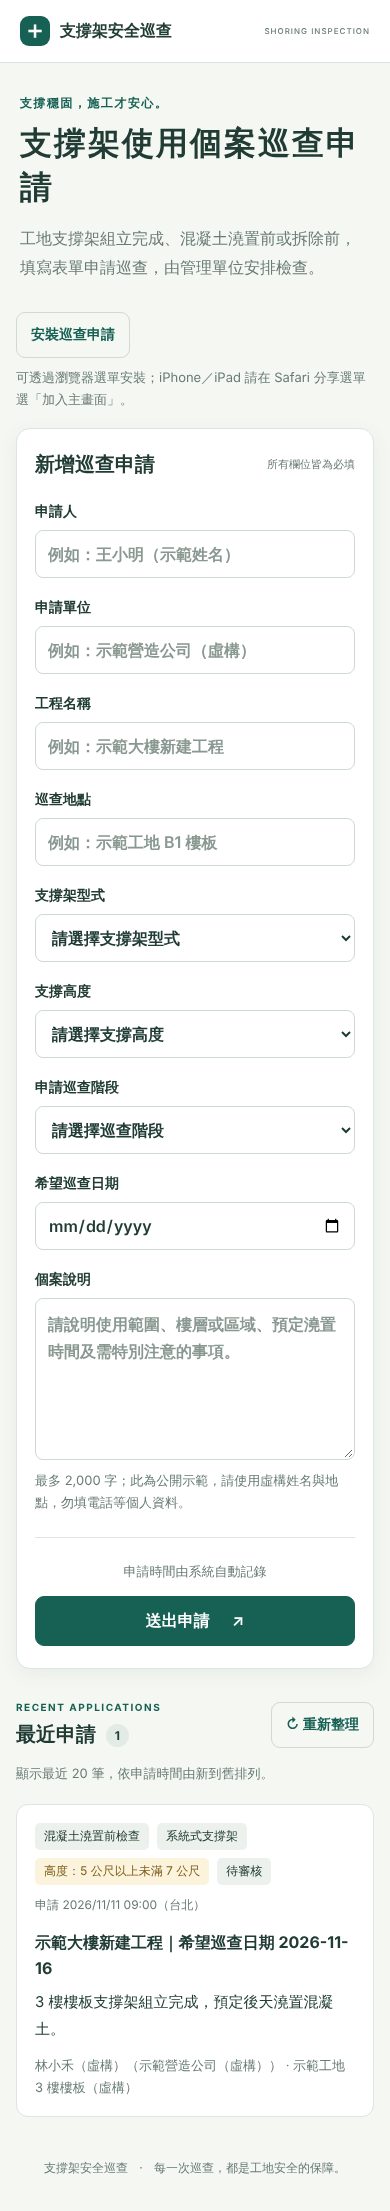 支撐架安全巡查
SHORING INSPECTION
支撐穩固，施工才安心。
支撐架使用個案巡查申
請
工地支撐架組立完成、混凝土澆置前或拆除前，
填寫表單申請巡查，由管理單位安排檢查。
安裝巡查申請
可透過瀏覽器選單安裝；iPhone／iPad 請在 Safari 分享選單
選「加入主畫面」。
新增巡查申請
所有欄位皆為必填
申請人
例如：王小明（示範姓名）
申請單位
例如：示範營造公司（虛構）
工程名稱
例如：示範大樓新建工程
巡查地點
例如：示範工地 B1 樓板
支撐架型式
請選擇支撐架型式
支撐高度
請選擇支撐高度
申請巡查階段
請選擇巡查階段
希望巡查日期
mm/dd/yyyy
個案說明
請說明使用範圍、樓層或區域、預定澆置
時間及需特別注意的事項。
最多 2,000 字；此為公開示範，請使用虛構姓名與地
點，勿填電話等個人資料。
申請時間由系統自動記錄
送出申請 ↗
RECENT APPLICATIONS
最近申請 1
↻ 重新整理
顯示最近 20 筆，依申請時間由新到舊排列。
混凝土澆置前檢查 系統式支撐架
高度：5 公尺以上未滿 7 公尺 待審核
申請 2026/11/11 09:00（台北）
示範大樓新建工程｜希望巡查日期 2026-11-
16
3 樓樓板支撐架組立完成，預定後天澆置混凝
土。
林小禾（虛構）（示範營造公司（虛構）） · 示範工地
3 樓樓板（虛構）
支撐架安全巡查 · 每一次巡查，都是工地安全的保障。